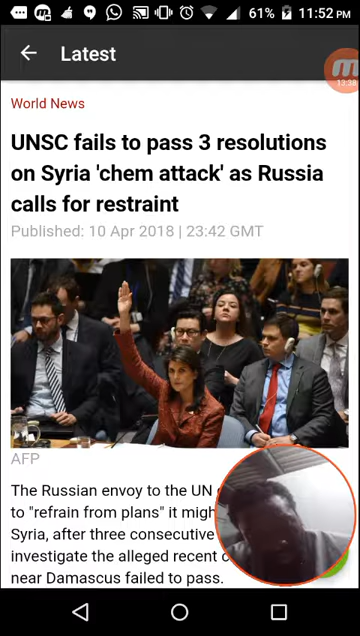 61% 11:52 PM
Latest
13:28
World News
UNSC fails to pass 3 resolutions
on Syria 'chem attack' as Russia
calls for restraint
Published: 10 Apr 2018 | 23:42 GMT
AFP
The Russian envoy to the UN
to "refrain from plans" it
Syria, after three consecutive
investigate the alleged recent
near Damascus failed to pass.